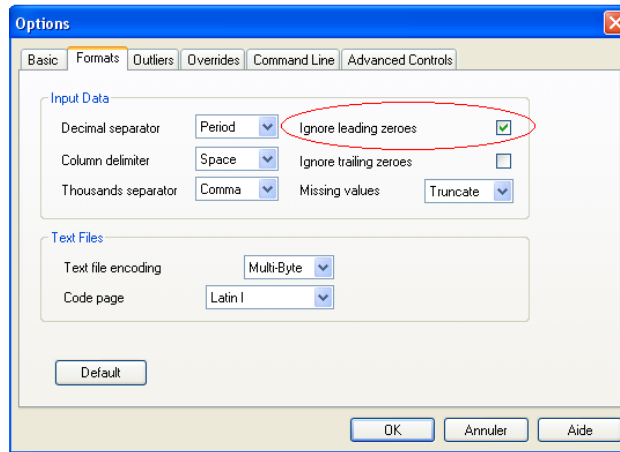 Options
Basic Formats Outliers Overrides Command Line Advanced Controls
Input Data
Decimal separator Period Ignore leading zeroes
Column delimiter Space Ignore trailing zeroes
Thousands separator Comma Missing values Truncate
Text Files
Text file encoding Multi-Byte
Code page Latin I
Default
OK Annuler Aide